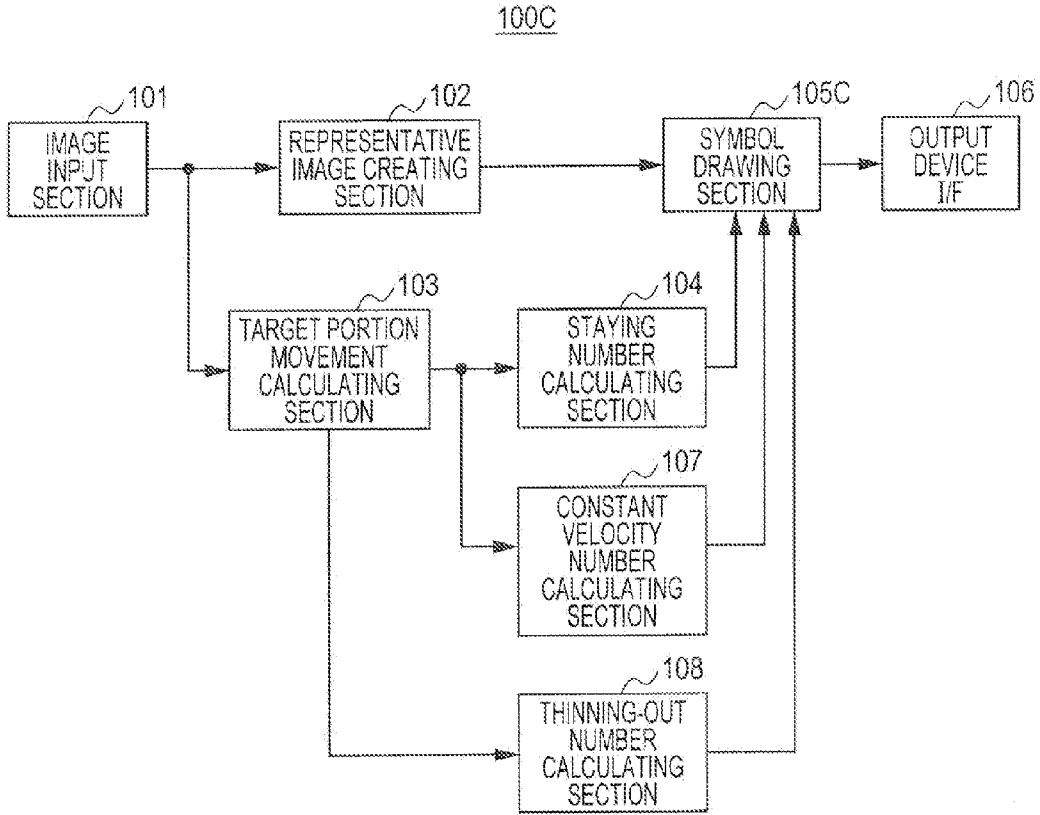 100C
101
IMAGE
INPUT
SECTION
102
REPRESENTATIVE
IMAGE CREATING
SECTION
105C
SYMBOL
DRAWING
SECTION
106
OUTPUT
DEVICE
I/F
103
TARGET PORTION
MOVEMENT
CALCULATING
SECTION
104
STAYING
NUMBER
CALCULATING
SECTION
107
CONSTANT
VELOCITY
NUMBER
CALCULATING
SECTION
108
THINNING-OUT
NUMBER
CALCULATING
SECTION